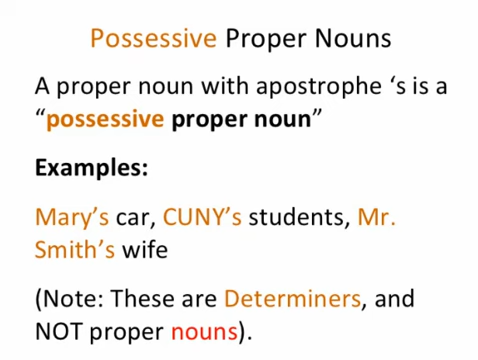 Possessive Proper Nouns
A proper noun with apostrophe ‘s is a
“possessive proper noun”
Examples:
Mary’s car, CUNY’s students, Mr.
Smith’s wife
(Note: These are Determiners, and
NOT proper nouns).